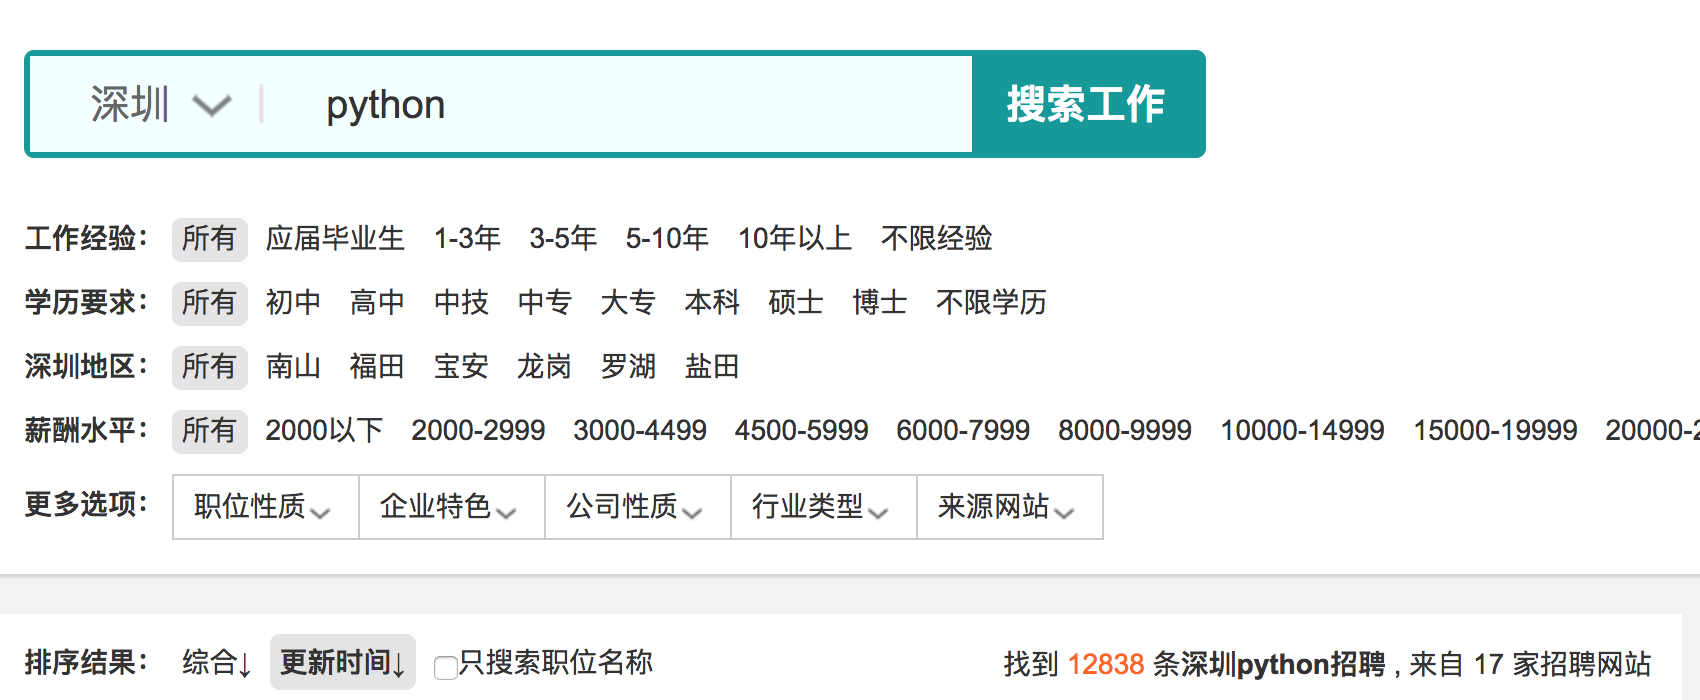 深圳 python 搜索工作
工作经验： 所有 应届毕业生 1-3年 3-5年 5-10年 10年以上 不限经验
学历要求： 所有 初中 高中 中技 中专 大专 本科 硕士 博士 不限学历
深圳地区： 所有 南山 福田 宝安 龙岗 罗湖 盐田
薪酬水平： 所有 2000以下 2000-2999 3000-4499 4500-5999 6000-7999 8000-9999 10000-14999 15000-19999 20000-2
更多选项： 职位性质 企业特色 公司性质 行业类型 来源网站
排序结果： 综合↓ 更新时间↓ 只搜索职位名称 找到 12838 条深圳python招聘 , 来自 17 家招聘网站